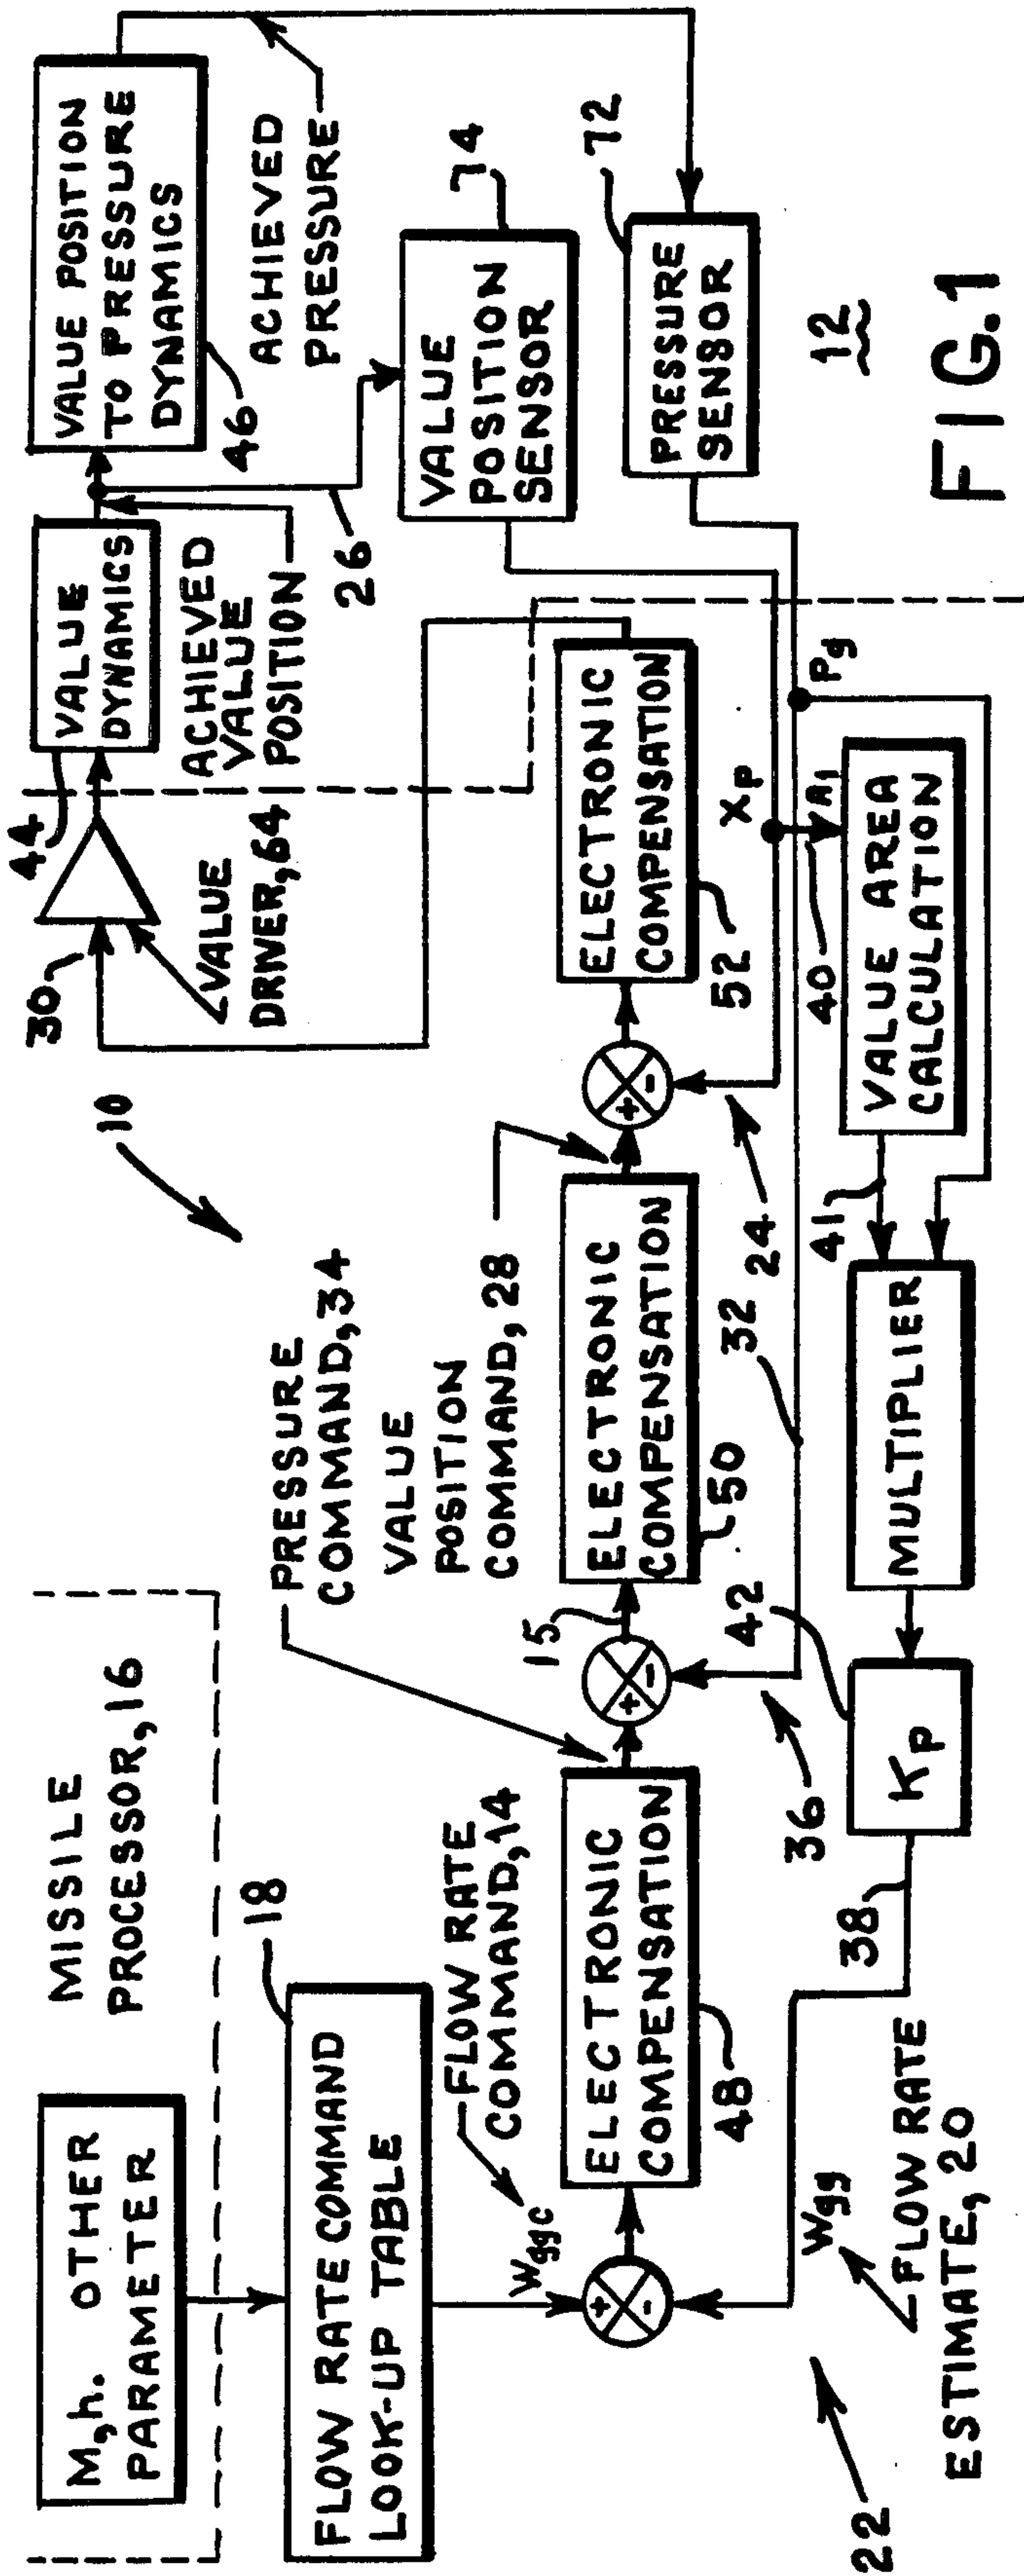 M,h. OTHER
PARAMETER
MISSILE
PROCESSOR,16
18
FLOW RATE COMMAND
LOOK-UP TABLE
Wggc
FLOW RATE
COMMAND,14
+
-
ELECTRONIC
COMPENSATION
48
PRESSURE
COMMAND,34
+
-
15
ELECTRONIC
COMPENSATION
50
VALUE
POSITION
COMMAND, 28
+
-
ELECTRONIC
COMPENSATION
52
10
30
VALUE
DRIVER,64
44
VALUE
DYNAMICS
ACHIEVED
VALUE
POSITION
26
VALUE POSITION
TO PRESSURE
DYNAMICS
46
ACHIEVED
PRESSURE
VALUE
POSITION
SENSOR
74
PRESSURE
SENSOR
72
12
Xp
Pg
40
A1
VALUE AREA
CALCULATION
41
24
32
MULTIPLIER
42
36
Kp
38
Wgg
FLOW RATE
ESTIMATE, 20
22
FIG.1